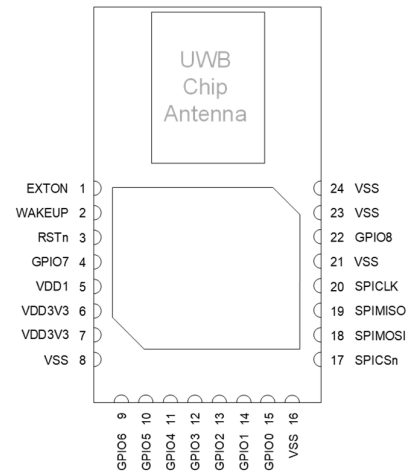 UWB
Chip
Antenna
EXTON 1
WAKEUP 2
RSTn 3
GPIO7 4
VDD1 5
VDD3V3 6
VDD3V3 7
VSS 8
24 VSS
23 VSS
22 GPIO8
21 VSS
20 SPICLK
19 SPIMISO
18 SPIMOSI
17 SPICSn
GPIO6 9
GPIO5 10
GPIO4 11
GPIO3 12
GPIO2 13
GPIO1 14
GPIO0 15
VSS 16